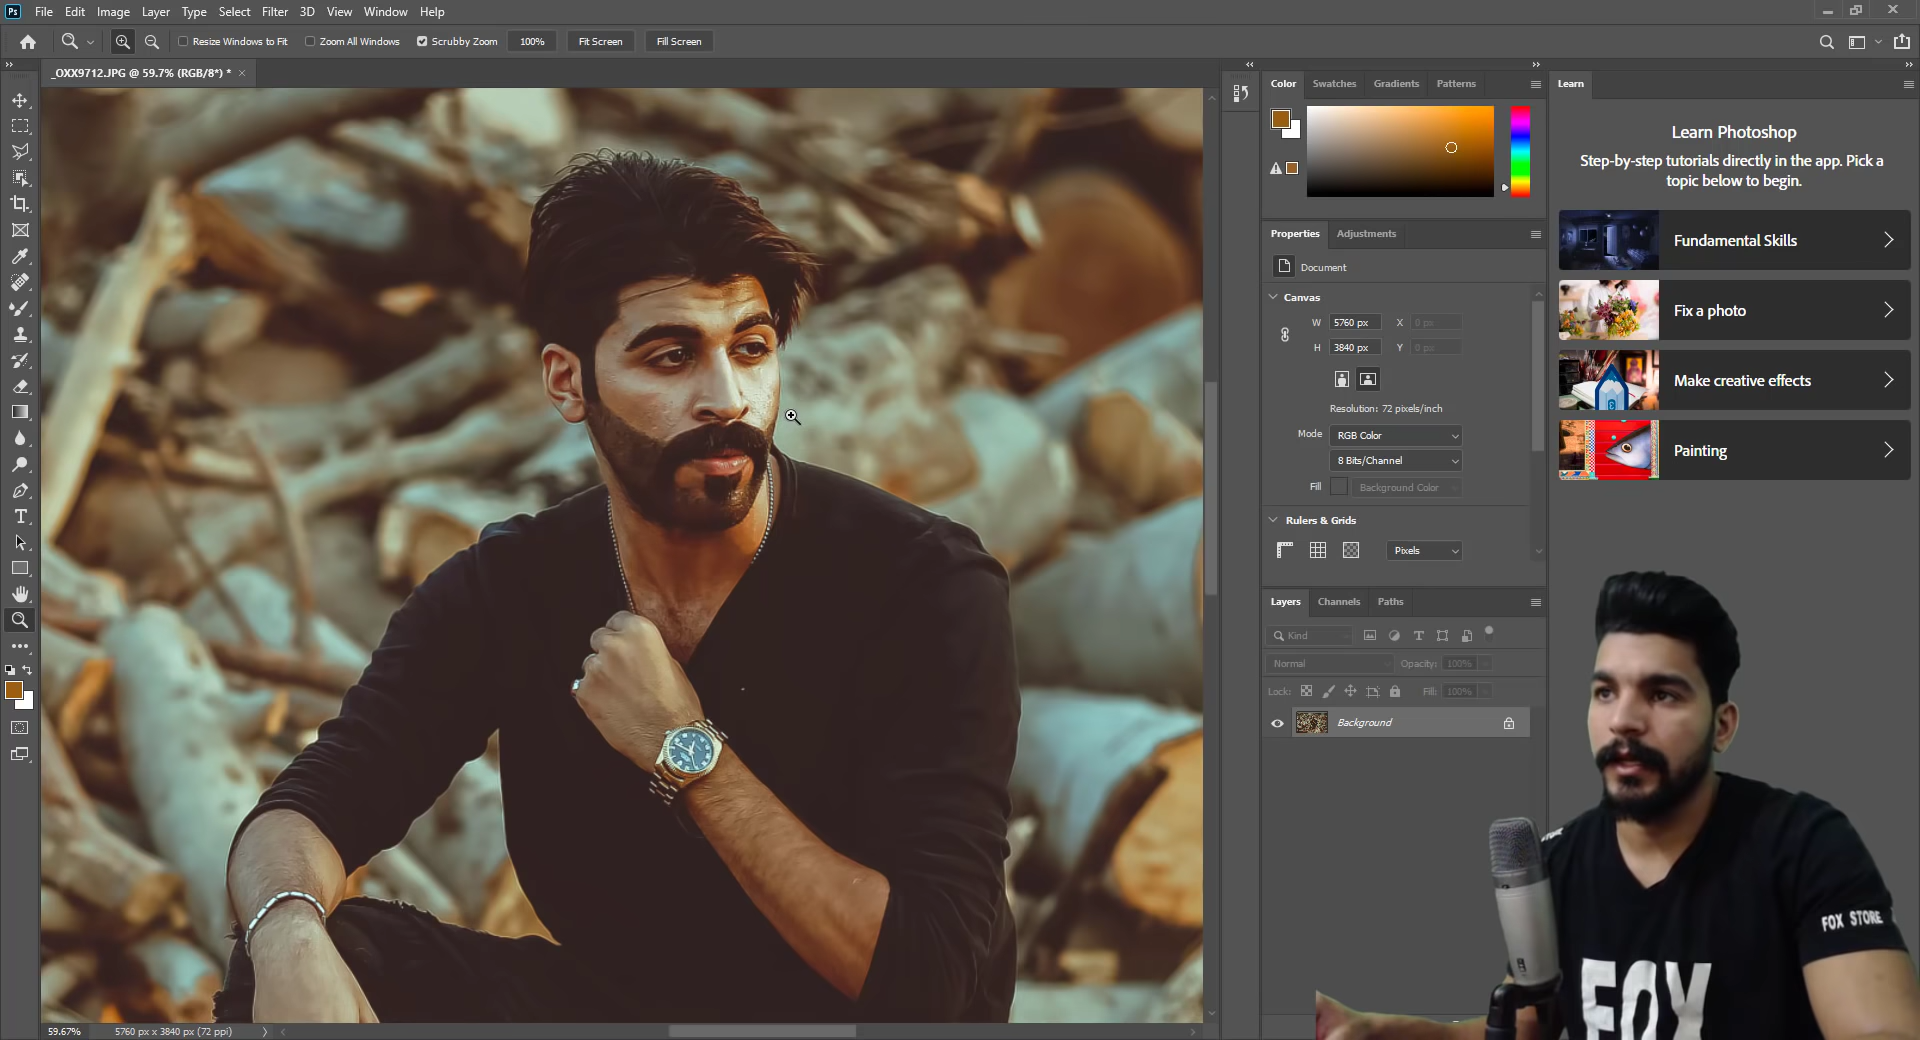 Ps File Edit Image Layer Type Select Filter 3D View Window Help
Resize Windows to Fit Zoom All Windows Scrubby Zoom 100% Fit Screen Fill Screen
_OXX9712.JPG @ 59.7% (RGB/8*) * ×
Color Swatches Gradients Patterns
Learn
Learn Photoshop
Step-by-step tutorials directly in the app. Pick a
topic below to begin.
Fundamental Skills
Fix a photo
Make creative effects
Painting
Properties Adjustments
Document
Canvas
W 5760 px X 0 px
H 3840 px Y 0 px
Resolution: 72 pixels/inch
Mode RGB Color
8 Bits/Channel
Fill Background Color
Rulers & Grids
Pixels
Layers Channels Paths
Kind
Normal Opacity: 100%
Lock: Fill: 100%
Background
FOX STORE
FOX
59.67% 5760 px x 3840 px (72 ppi)